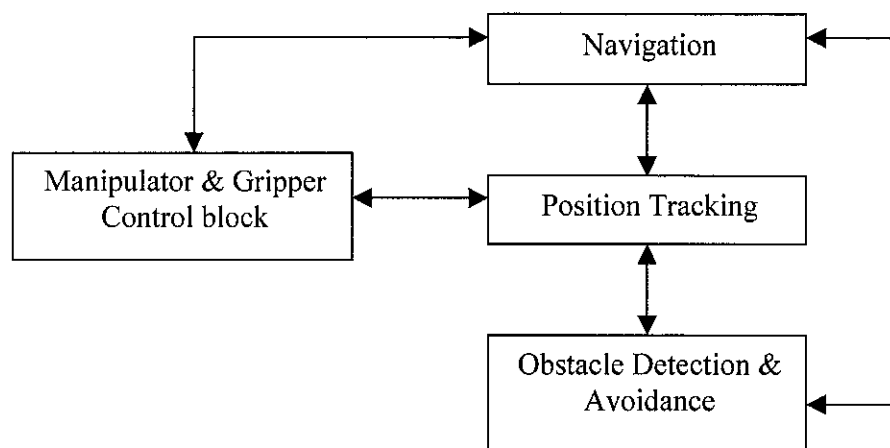 Navigation
Manipulator & Gripper
Control block
Position Tracking
Obstacle Detection &
Avoidance